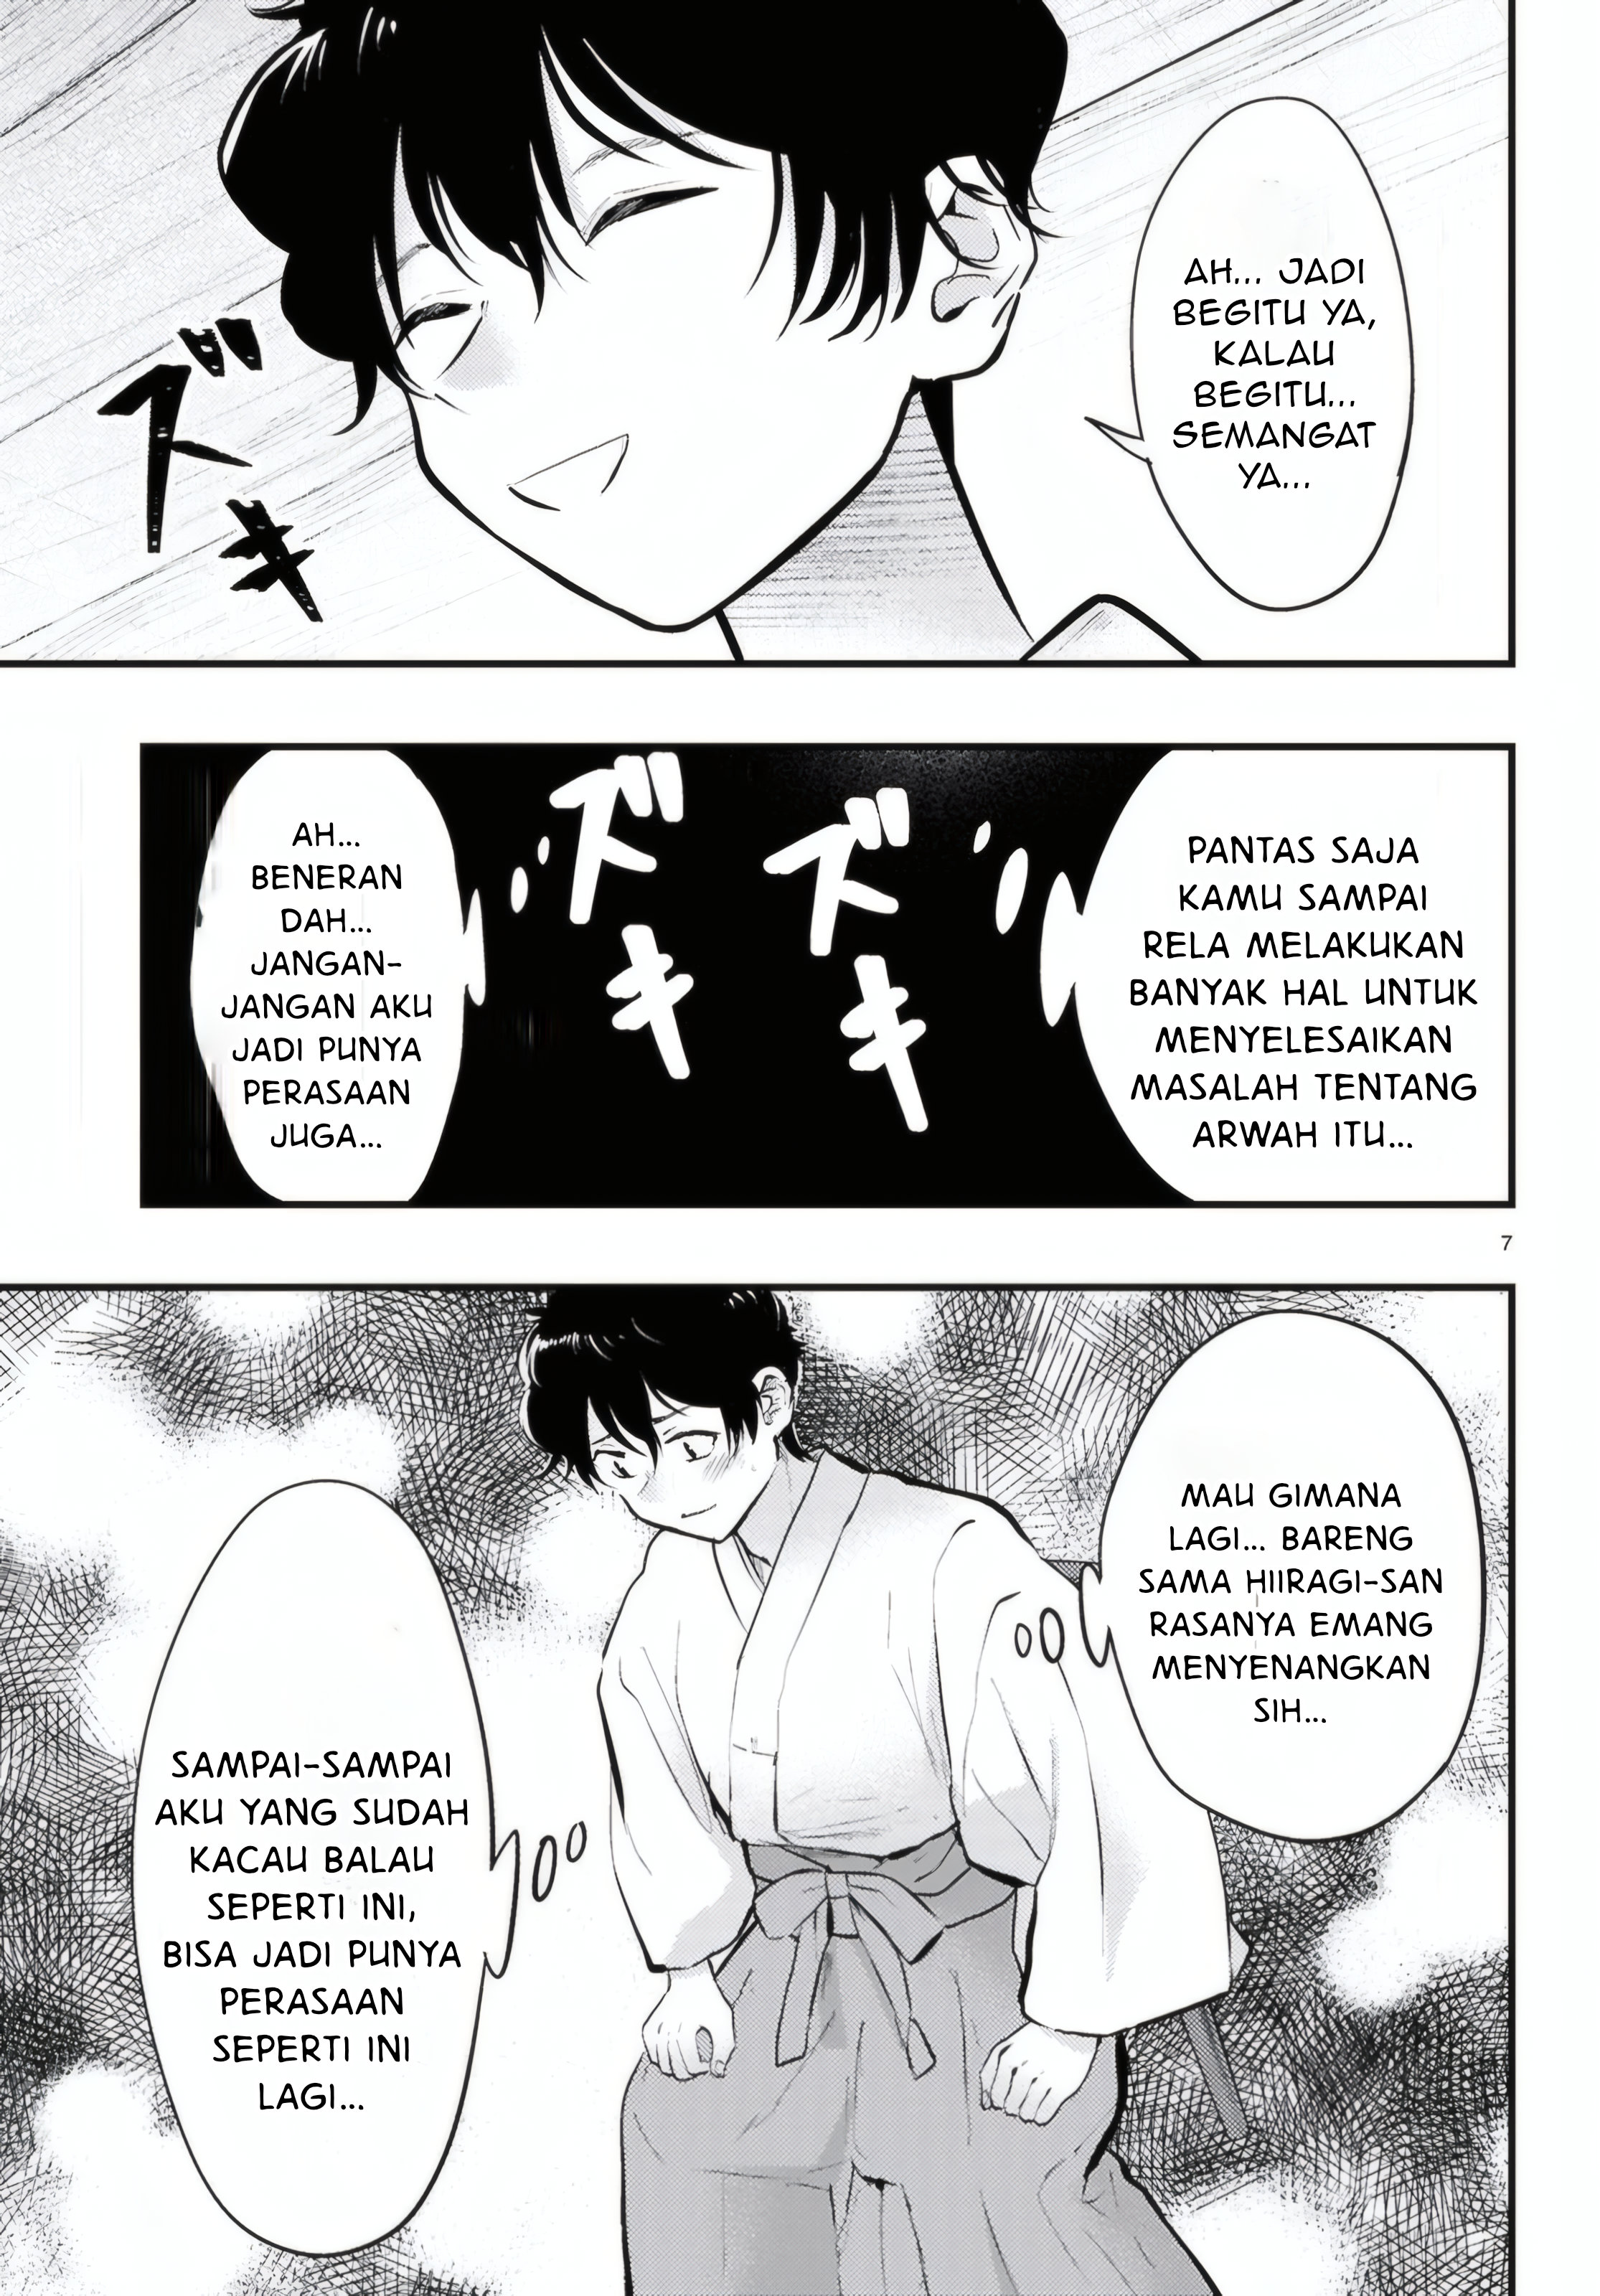 AH... JADI
BEGITU YA,
KALAU
BEGITU...
SEMANGAT
YA...
ズキ
PANTAS SAJA
KAMU SAMPAI
RELA MELAKUKAN
BANYAK HAL UNTUK
MENYELESAIKAN
MASALAH TENTANG
ARWAH ITU...
ズキ
ズキ
AH...
BENERAN
DAH...
JANGAN-
JANGAN AKU
JADI PUNYA
PERASAAN
JUGA...
7
MAU GIMANA
LAGI... BARENG
SAMA HIIRAGI-SAN
RASANYA EMANG
MENYENANGKAN
SIH...
SAMPAI-SAMPAI
AKU YANG SUDAH
KACAU BALAU
SEPERTI INI,
BISA JADI PUNYA
PERASAAN
SEPERTI INI
LAGI...